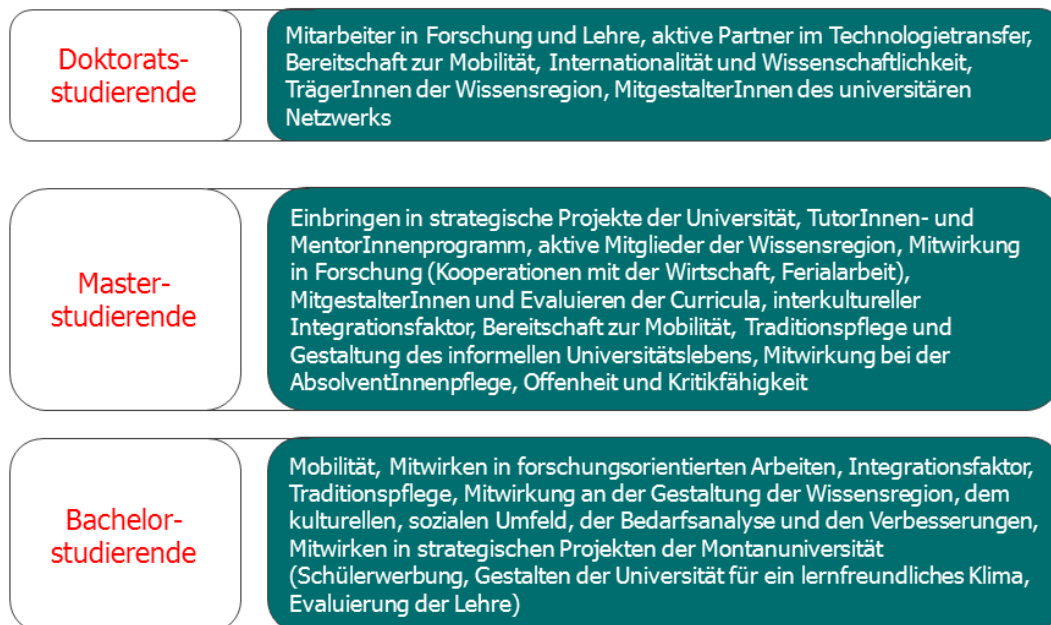 Doktorats-
studierende
Mitarbeiter in Forschung und Lehre, aktive Partner im Technologietransfer,
Bereitschaft zur Mobilität, Internationalität und Wissenschaftlichkeit,
TrägerInnen der Wissensregion, MitgestalterInnen des universitären
Netzwerks
Master-
studierende
Einbringen in strategische Projekte der Universität, TutorInnen- und
MentorInnenprogramm, aktive Mitglieder der Wissensregion, Mitwirkung
in Forschung (Kooperationen mit der Wirtschaft, Ferialarbeit),
MitgestalterInnen und Evaluieren der Curricula, interkultureller
Integrationsfaktor, Bereitschaft zur Mobilität, Traditionspflege und
Gestaltung des informellen Universitätslebens, Mitwirkung bei der
AbsolventInnenpflege, Offenheit und Kritikfähigkeit
Bachelor-
studierende
Mobilität, Mitwirken in forschungsorientierten Arbeiten, Integrationsfaktor,
Traditionspflege, Mitwirkung an der Gestaltung der Wissensregion, dem
kulturellen, sozialen Umfeld, der Bedarfsanalyse und den Verbesserungen,
Mitwirken in strategischen Projekten der Montanuniversität
(Schülerwerbung, Gestalten der Universität für ein lernfreundliches Klima,
Evaluierung der Lehre)